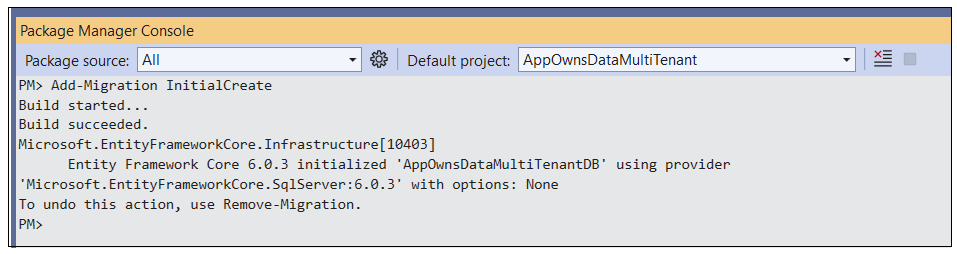 Package Manager Console
Package source: All Default project: AppOwnsDataMultiTenant
PM> Add-Migration InitialCreate
Build started...
Build succeeded.
Microsoft.EntityFrameworkCore.Infrastructure[10403]
Entity Framework Core 6.0.3 initialized 'AppOwnsDataMultiTenantDB' using provider
'Microsoft.EntityFrameworkCore.SqlServer:6.0.3' with options: None
To undo this action, use Remove-Migration.
PM>